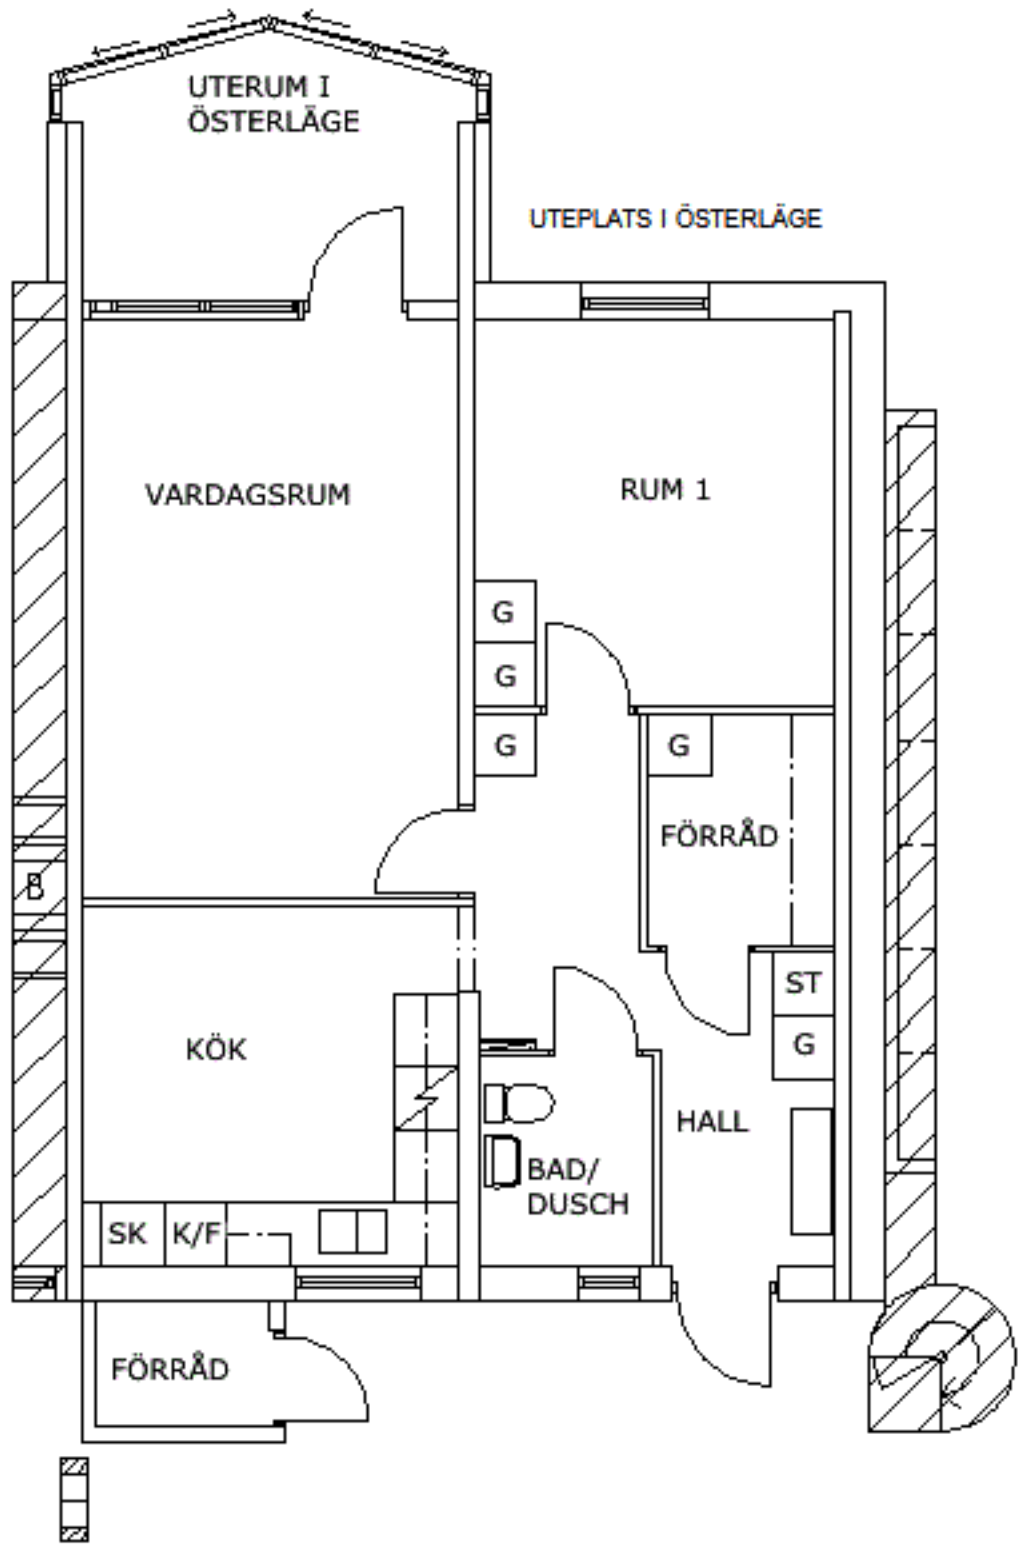 UTERUM I
ÖSTERLÄGE
UTEPLATS I ÖSTERLÄGE
VARDAGSRUM
RUM 1
G
G
G
G
FÖRRÅD
B
ST
G
KÖK
HALL
BAD/
DUSCH
SK
K/F
FÖRRÅD